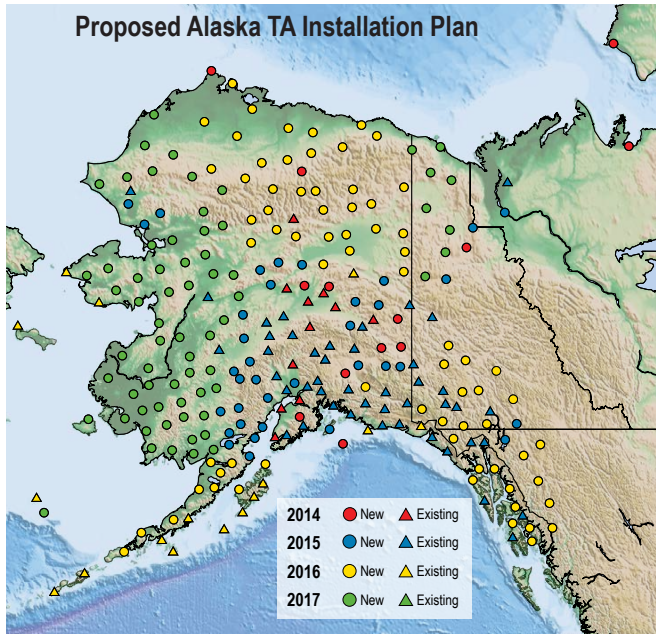 Proposed Alaska TA Installation Plan
2014 New Existing
2015 New Existing
2016 New Existing
2017 New Existing